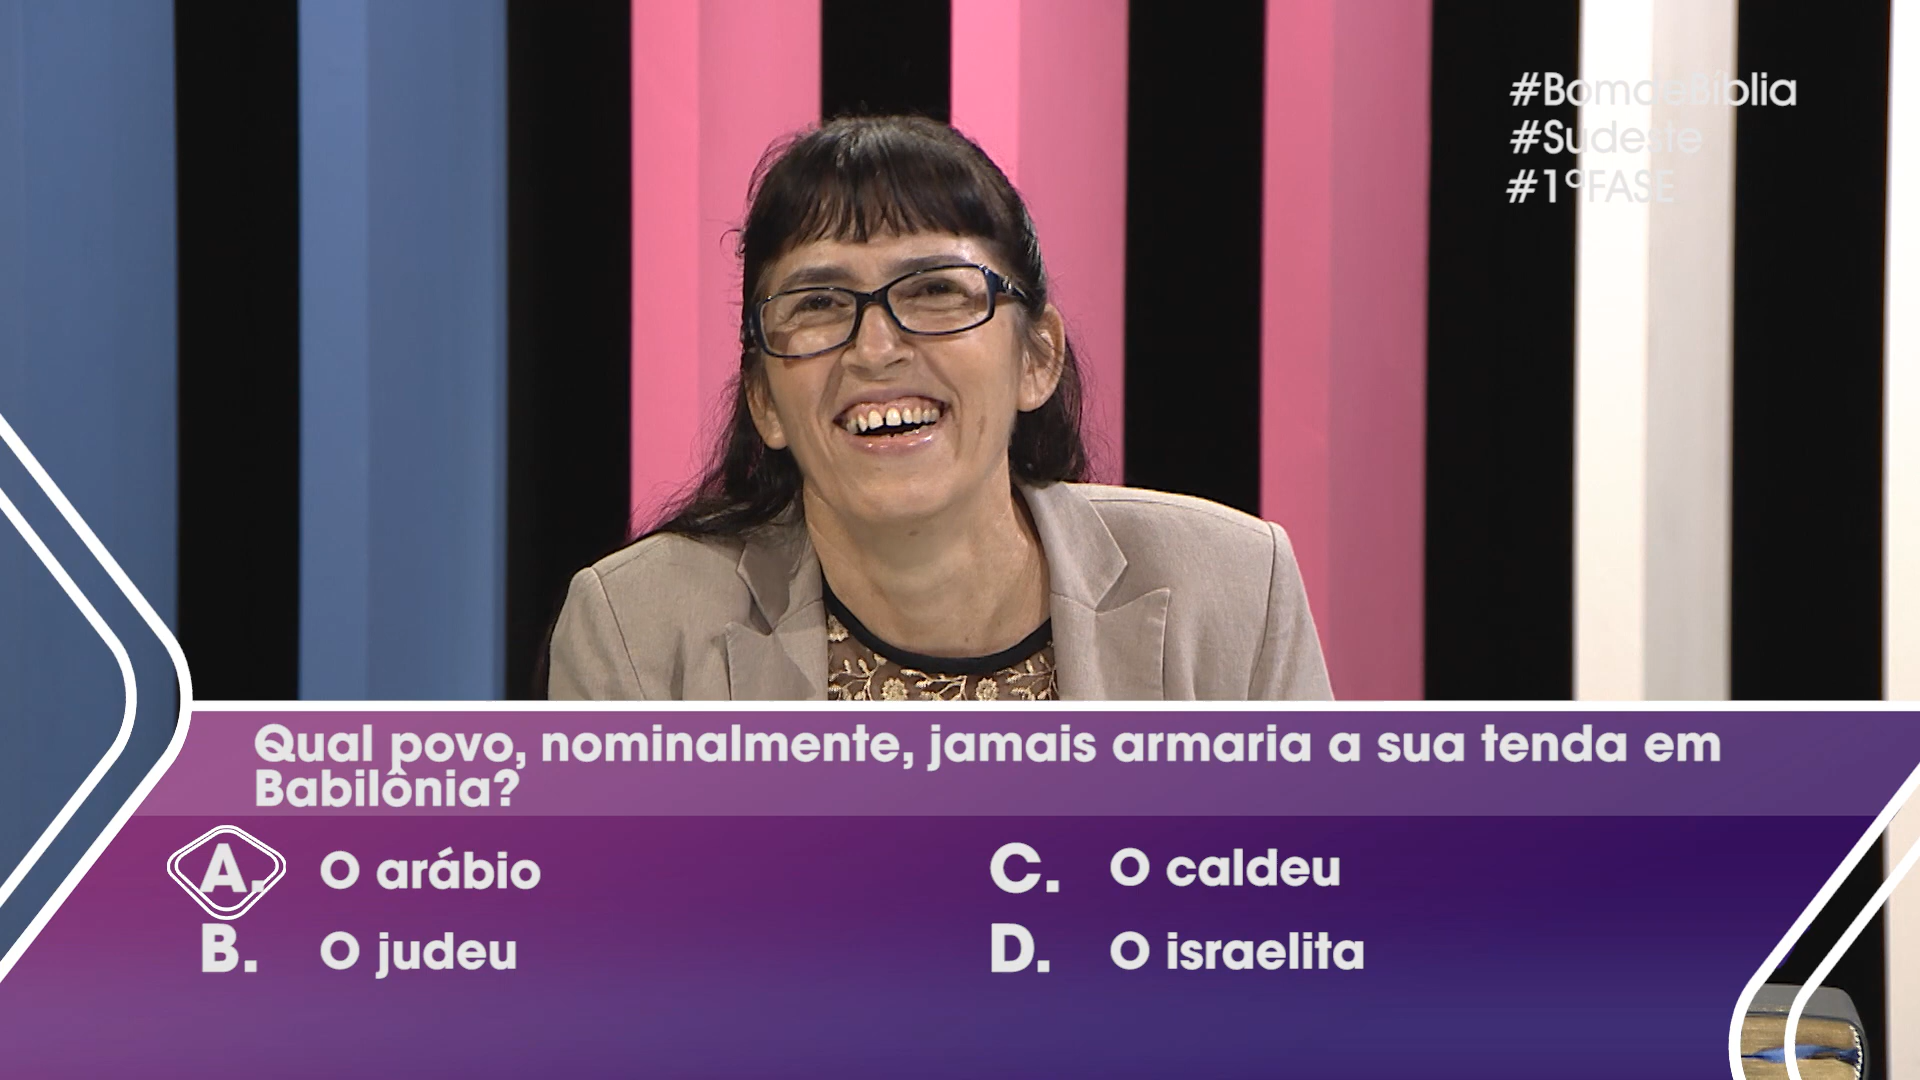 #BomdeBíblia
#Sudeste
#1ºFASE
Qual povo, nominalmente, jamais armaria a sua tenda em
Babilônia?
A. O arábio
C. O caldeu
B. O judeu
D. O israelita